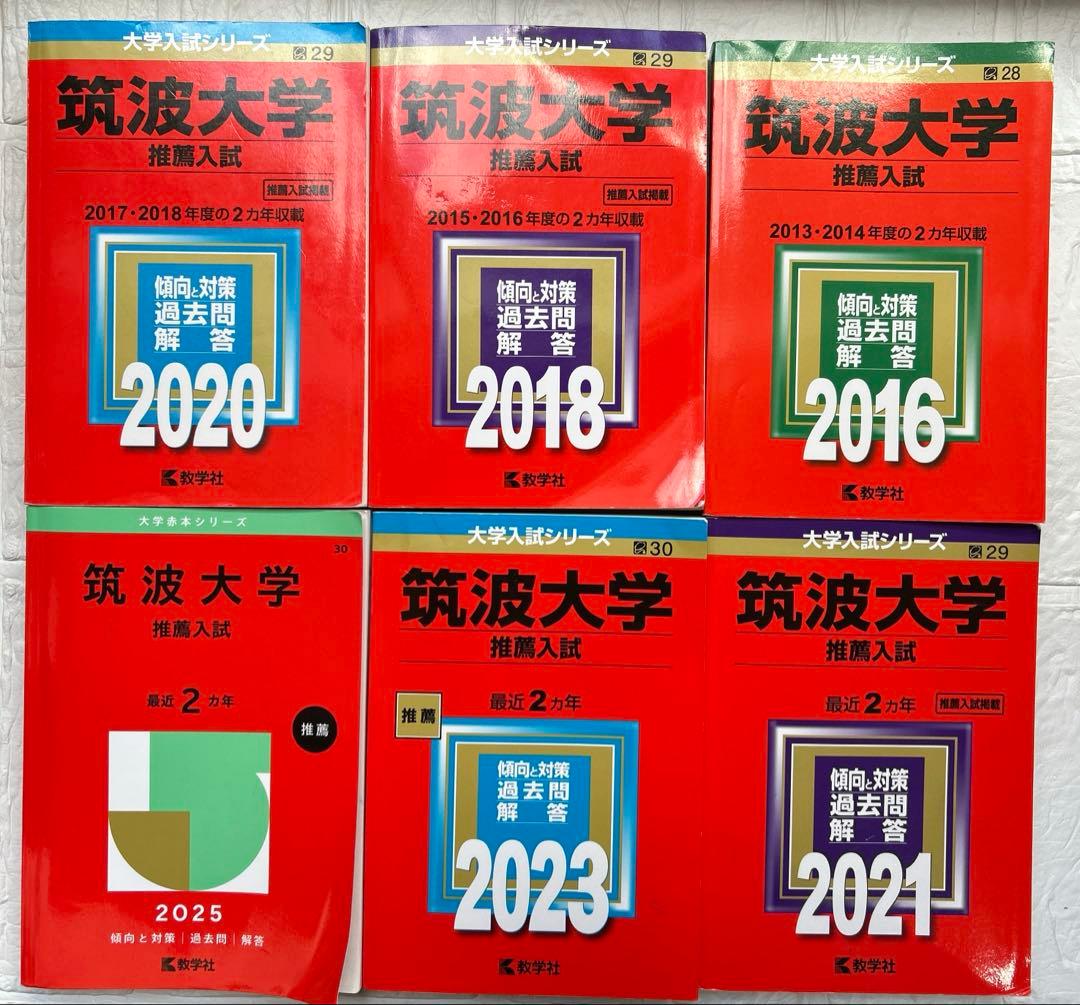 大学入試シリーズ
29
筑波大学
推薦入試
推薦入試掲載
2017・2018年度の2カ年収載
傾向と対策
過去問
解答
2020
教学社
大学入試シリーズ
29
筑波大学
推薦入試
推薦入試掲載
2015・2016年度の2カ年収載
傾向と対策
過去問
解答
2018
教学社
大学入試シリーズ
28
筑波大学
推薦入試
2013・2014年度の2カ年収載
傾向と対策
過去問
解答
2016
教学社
大学赤本シリーズ
30
筑波大学
推薦入試
最近2カ年
推薦
2025
傾向と対策|過去問|解答
教学社
大学入試シリーズ
30
筑波大学
推薦入試
最近2カ年
推薦
傾向と対策
過去問
解答
2023
教学社
大学入試シリーズ
29
筑波大学
推薦入試
最近2カ年
推薦入試掲載
傾向と対策
過去問
解答
2021
教学社